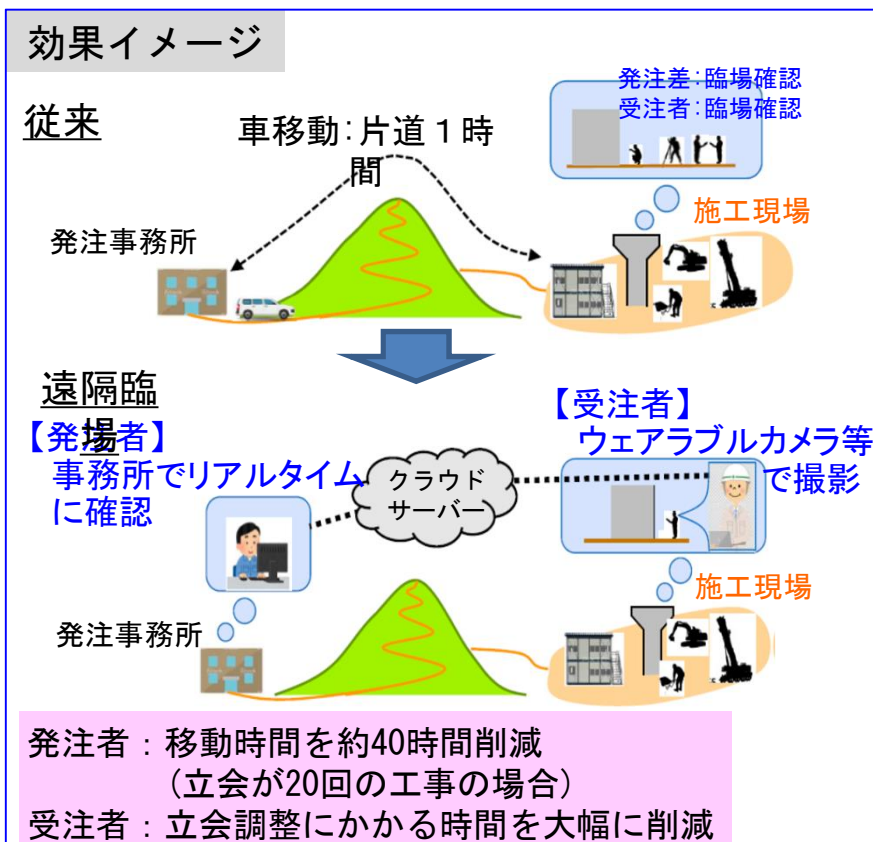 効果イメージ
従来
車移動：片道１時
間
発注差：臨場確認
受注者：臨場確認
施工現場
発注事務所
遠隔臨
場
【発注者】
事務所でリアルタイム
に確認
クラウド
サーバー
【受注者】
ウェアラブルカメラ等
で撮影
施工現場
発注事務所
発注者：移動時間を約40時間削減
（立会が20回の工事の場合）
受注者：立会調整にかかる時間を大幅に削減